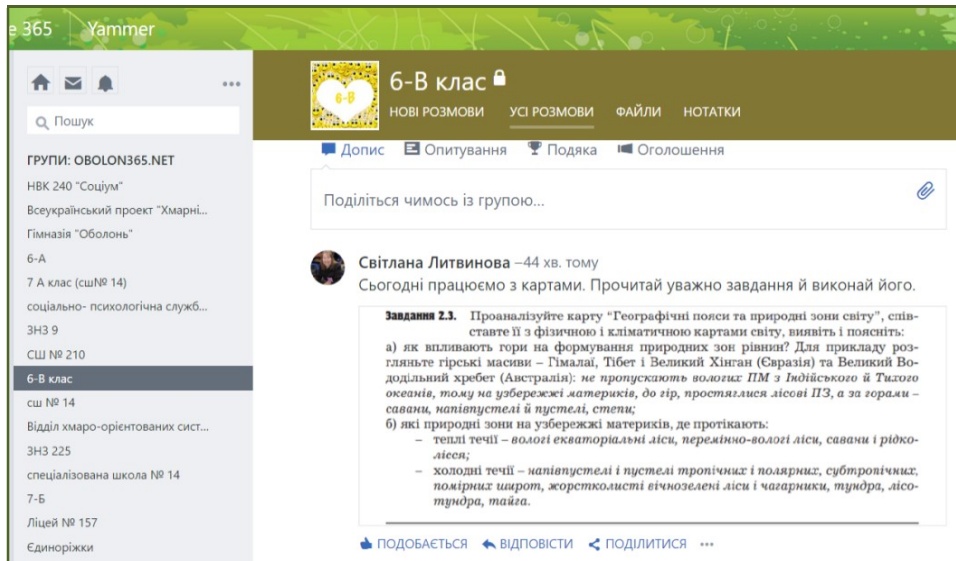 e 365 Yammer
Пошук
ГРУПИ: OBOLON365.NET
НВК 240 "Соціум"
Всеукраїнський проект "Хмарні...
Гімназія "Оболонь"
6-А
7 А клас (сш№ 14)
соціально- психологічна служб...
ЗНЗ 9
СШ № 210
6-В клас
сш № 14
Відділ хмаро-орієнтованих сист...
ЗНЗ 225
спеціалізована школа № 14
7-Б
Ліцей № 157
Єдиноріжки
6-В
6-В клас
НОВІ РОЗМОВИ УСІ РОЗМОВИ ФАЙЛИ НОТАТКИ
Допис Опитування Подяка Оголошення
Поділіться чимось із групою...
Світлана Литвинова –44 хв. тому
Сьогодні працюємо з картами. Прочитай уважно завдання й виконай його.
Завдання 2.3. Проаналізуйте карту "Географічні пояси та природні зони світу", спів-
ставте її з фізичною і кліматичною картами світу, виявіть і поясніть:
а) як впливають гори на формування природних зон рівнин? Для прикладу роз-
гляньте гірські масиви – Гімалаї, Тібет і Великий Хінган (Євразія) та Великий Во-
додільний хребет (Австралія): не пропускають вологих ПМ з Індійського й Тихого
океанів, тому на узбережжі материків, до гір, простяглися лісові ПЗ, а за горами –
савани, напівпустелі й пустелі, степи;
б) які природні зони на узбережжі материків, де протікають:
– теплі течії – вологі екваторіальні ліси, перемінно-вологі ліси, савани і рідко-
лісся;
– холодні течії – напівпустелі і пустелі тропічних і полярних, субтропічних,
помірних широт, жорстколисті вічнозелені ліси і чагарники, тундра, лісо-
тундра, тайга.
ПОДОБАЄТЬСЯ ВІДПОВІСТИ ПОДІЛИТИСЯ ...